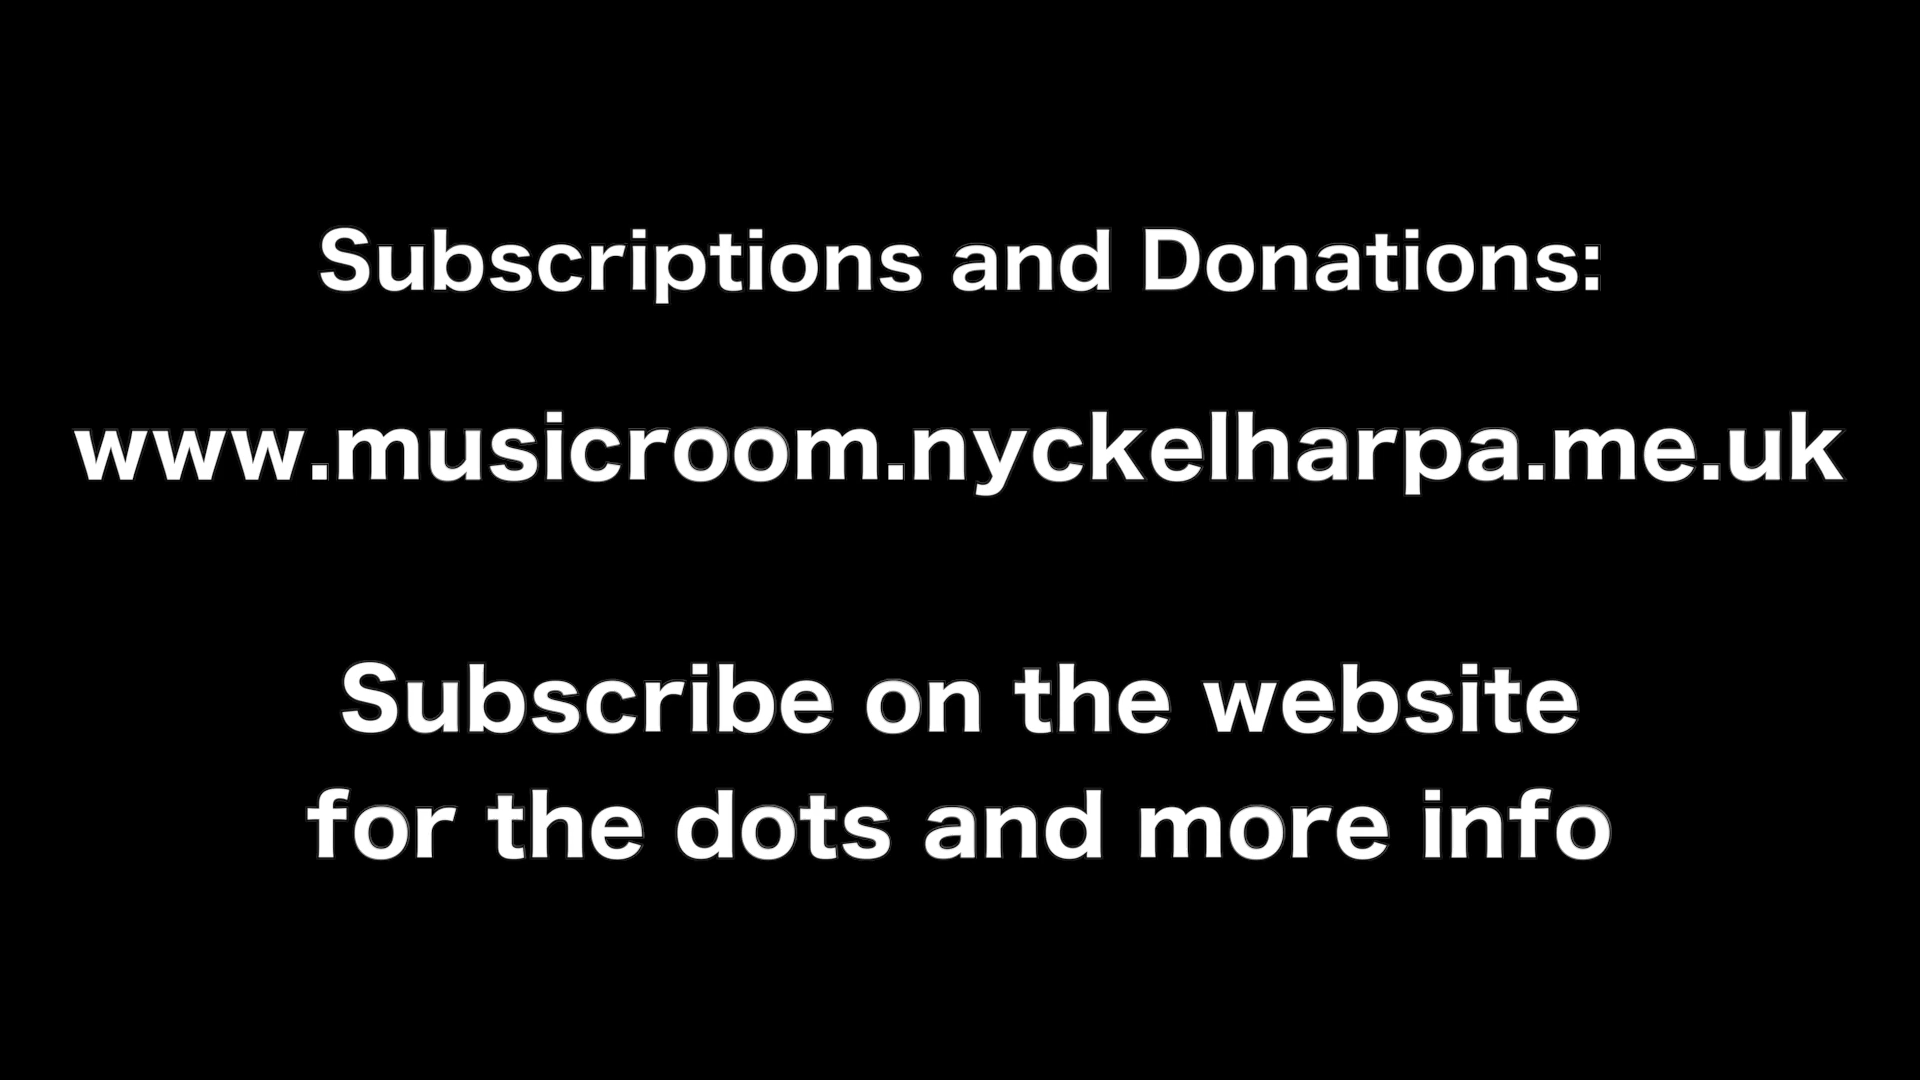 Subscriptions and Donations:
www.musicroom.nyckelharpa.me.uk
Subscribe on the website
for the dots and more info